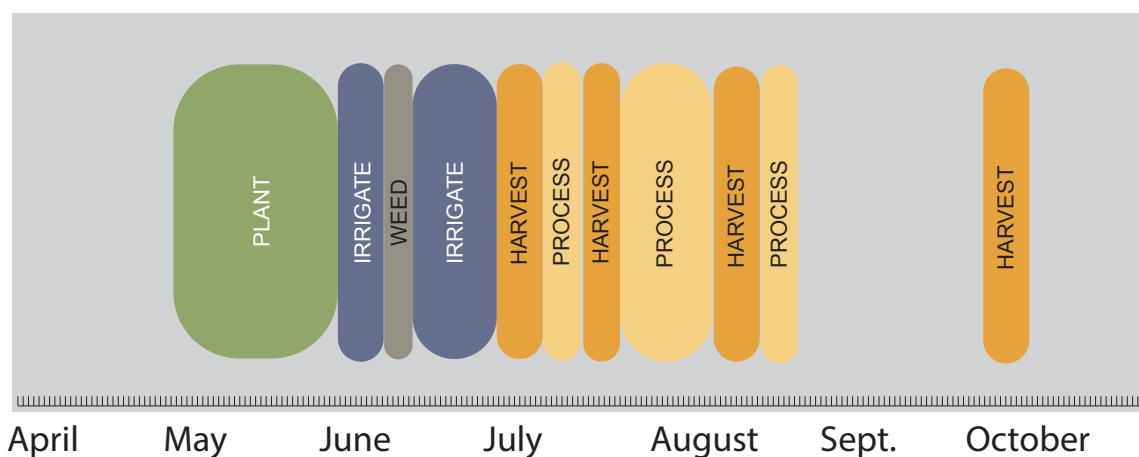 PLANT
IRRIGATE
WEED
IRRIGATE
HARVEST
PROCESS
HARVEST
PROCESS
HARVEST
PROCESS
HARVEST
April May June July August Sept. October